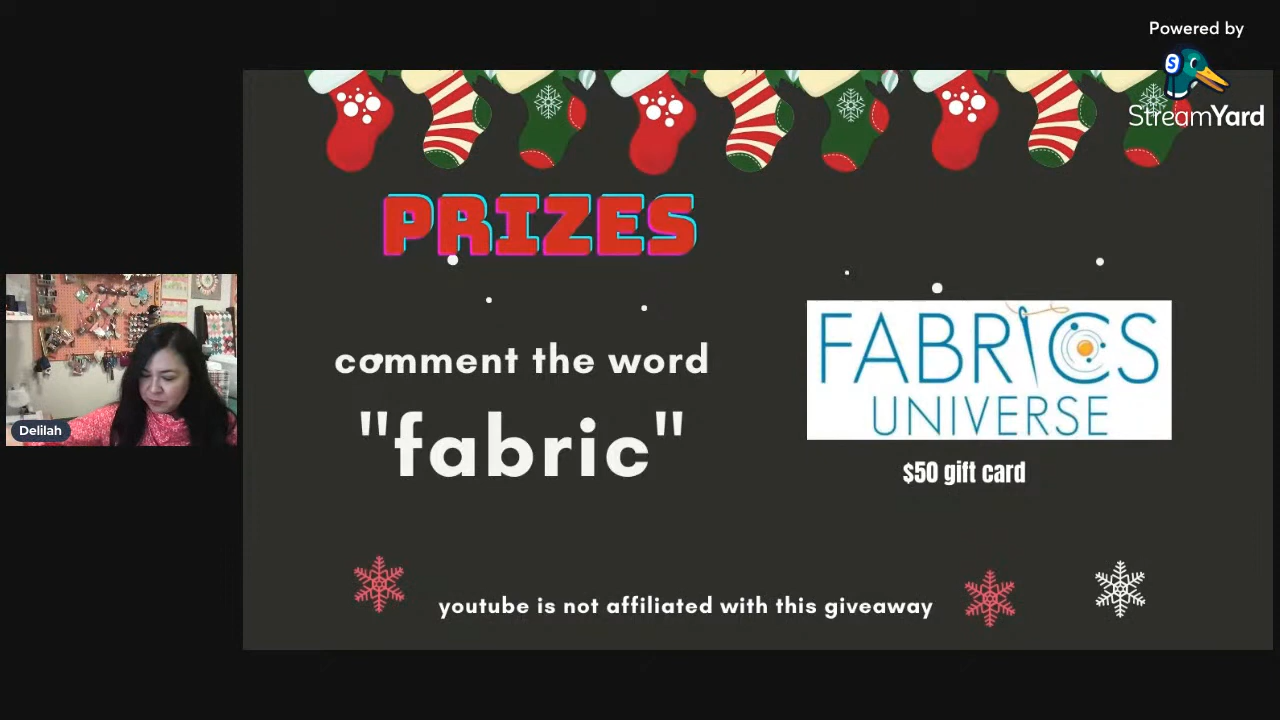 Powered by
StreamYard
PRIZES
comment the word
"fabric"
FABRICS
UNIVERSE
$50 gift card
Delilah
youtube is not affiliated with this giveaway